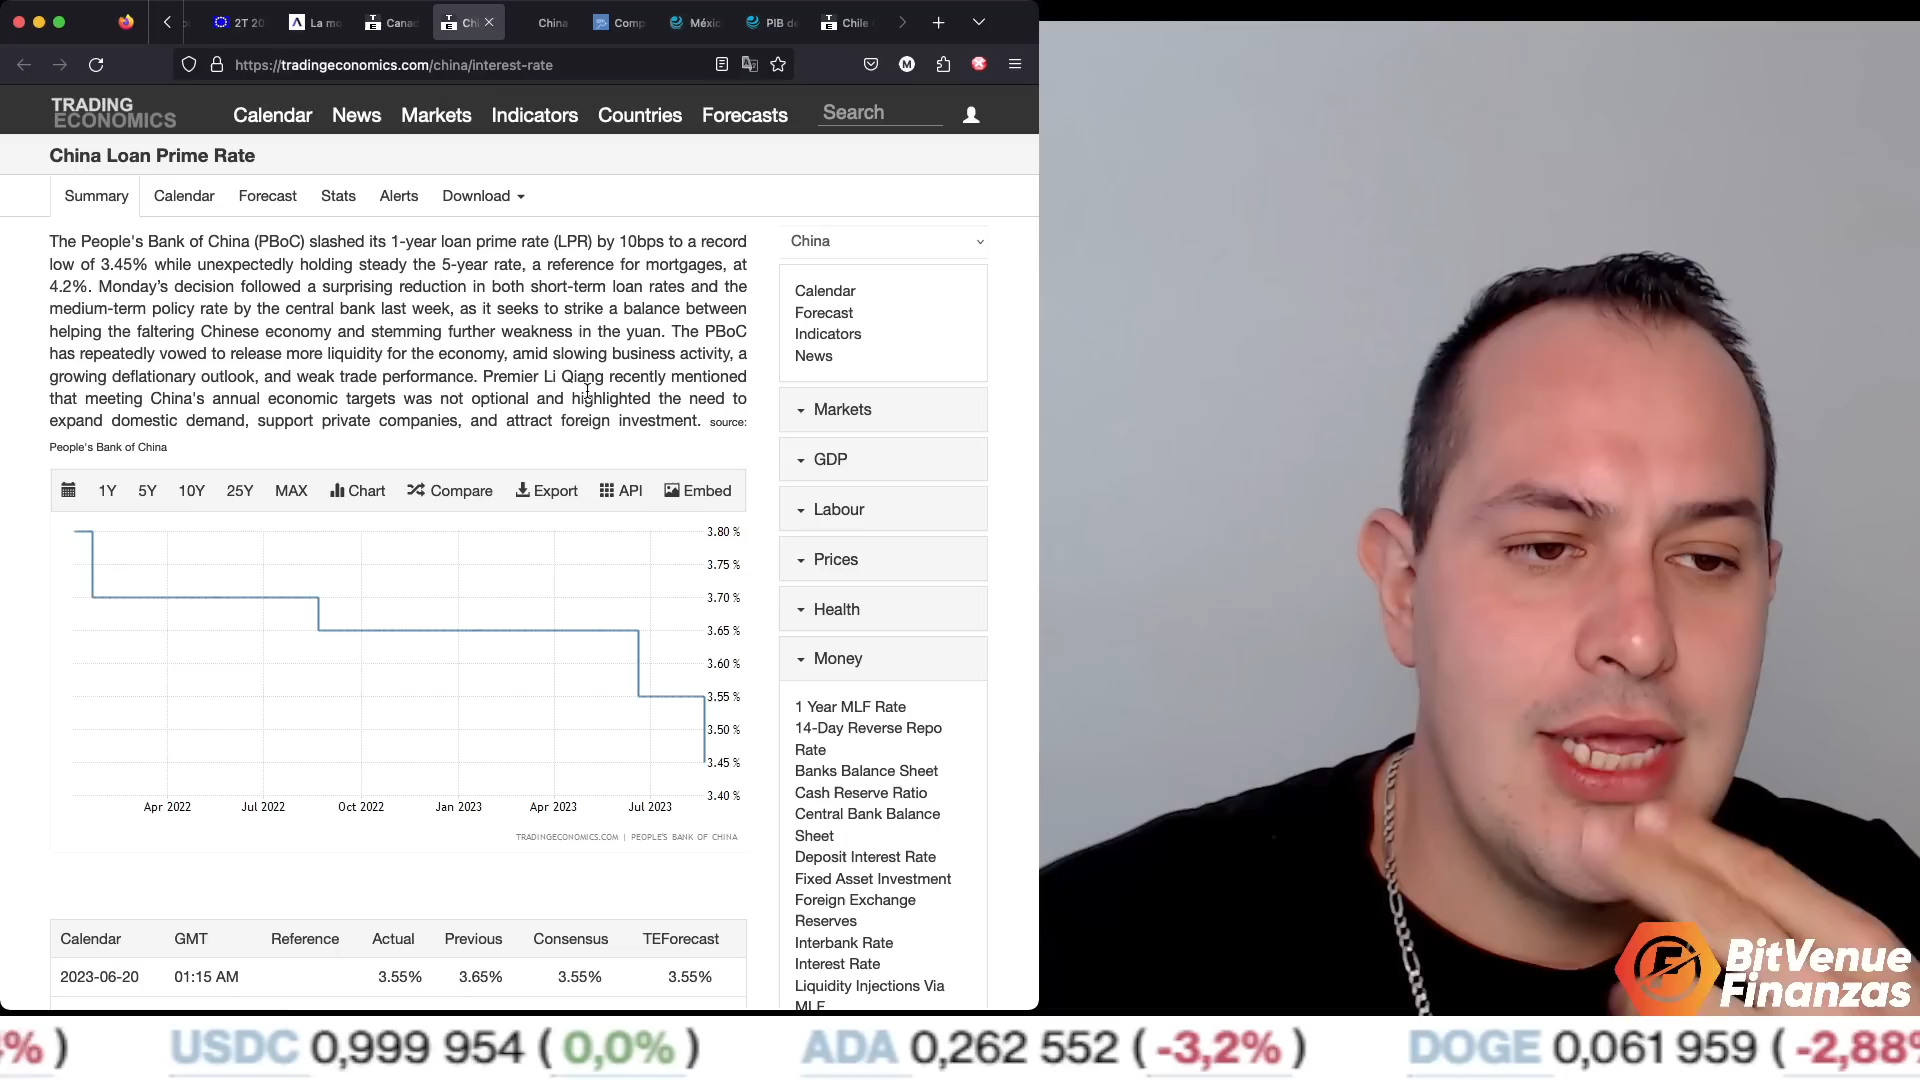 2T 20
La mo
Canad
Chi
China
Comp
Méxic
PIB de
Chile
https://tradingeconomics.com/china/interest-rate
TRADING
ECONOMICS
Calendar News Markets Indicators Countries Forecasts Search
China Loan Prime Rate
Summary Calendar Forecast Stats Alerts Download
The People's Bank of China (PBoC) slashed its 1-year loan prime rate (LPR) by 10bps to a record
low of 3.45% while unexpectedly holding steady the 5-year rate, a reference for mortgages, at
4.2%. Monday’s decision followed a surprising reduction in both short-term loan rates and the
medium-term policy rate by the central bank last week, as it seeks to strike a balance between
helping the faltering Chinese economy and stemming further weakness in the yuan. The PBoC
has repeatedly vowed to release more liquidity for the economy, amid slowing business activity, a
growing deflationary outlook, and weak trade performance. Premier Li Qiang recently mentioned
that meeting China's annual economic targets was not optional and highlighted the need to
expand domestic demand, support private companies, and attract foreign investment. source:
People's Bank of China
1Y 5Y 10Y 25Y MAX Chart Compare Export API Embed
3.80 %
3.75 %
3.70 %
3.65 %
3.60 %
3.55 %
3.50 %
3.45 %
3.40 %
Apr 2022 Jul 2022 Oct 2022 Jan 2023 Apr 2023 Jul 2023
TRADINGECONOMICS.COM | PEOPLE'S BANK OF CHINA
Calendar GMT Reference Actual Previous Consensus TEForecast
2023-06-20 01:15 AM 3.55% 3.65% 3.55% 3.55%
China
Calendar
Forecast
Indicators
News
Markets
GDP
Labour
Prices
Health
Money
1 Year MLF Rate
14-Day Reverse Repo
Rate
Banks Balance Sheet
Cash Reserve Ratio
Central Bank Balance
Sheet
Deposit Interest Rate
Fixed Asset Investment
Foreign Exchange
Reserves
Interbank Rate
Interest Rate
Liquidity Injections Via
MLF
BitVenue
Finanzas
% ) USDC 0,999 954 ( 0,0% ) ADA 0,262 552 ( -3,2% ) DOGE 0,061 959 ( -2,88%